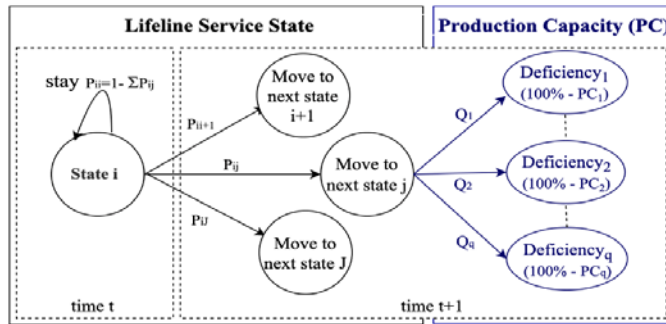 Lifeline Service State
Production Capacity (PC)
stay Pii=1- ΣPij
State i
Pii+1
Pij
PiJ
Move to
next state
i+1
Move to
next state j
Move to
next state J
Q1
Q2
Qq
Deficiency1
(100% - PC1)
Deficiency2
(100% - PC2)
Deficiencyq
(100% - PCq)
time t
time t+1